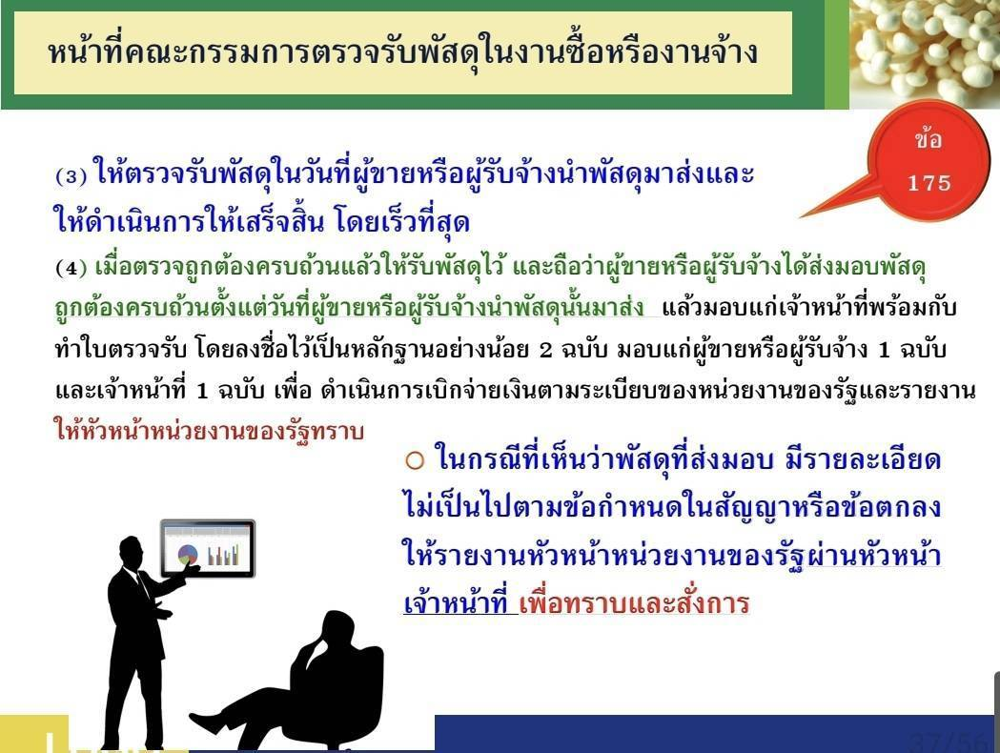 หน้าที่คณะกรรมการตรวจรับพัสดุในงานซื้อหรืองานจ้าง
ข้อ
175
(3) ให้ตรวจรับพัสดุในวันที่ผู้ขายหรือผู้รับจ้างนำพัสดุมาส่งและ
ให้ดำเนินการให้เสร็จสิ้น โดยเร็วที่สุด
(4) เมื่อตรวจถูกต้องครบถ้วนแล้วให้รับพัสดุไว้ และถือว่าผู้ขายหรือผู้รับจ้างได้ส่งมอบพัสดุ
ถูกต้องครบถ้วนตั้งแต่วันที่ผู้ขายหรือผู้รับจ้างนำพัสดุนั้นมาส่ง แล้วมอบแก่เจ้าหน้าที่พร้อมกับ
ทำใบตรวจรับ โดยลงชื่อไว้เป็นหลักฐานอย่างน้อย 2 ฉบับ มอบแก่ผู้ขายหรือผู้รับจ้าง 1 ฉบับ
และเจ้าหน้าที่ 1 ฉบับ เพื่อ ดำเนินการเบิกจ่ายเงินตามระเบียบของหน่วยงานของรัฐและรายงาน
ให้หัวหน้าหน่วยงานของรัฐทราบ
ในกรณีที่เห็นว่าพัสดุที่ส่งมอบ มีรายละเอียด
ไม่เป็นไปตามข้อกำหนดในสัญญาหรือข้อตกลง
ให้รายงานหัวหน้าหน่วยงานของรัฐผ่านหัวหน้า
เจ้าหน้าที่ เพื่อทราบและสั่งการ
37/56